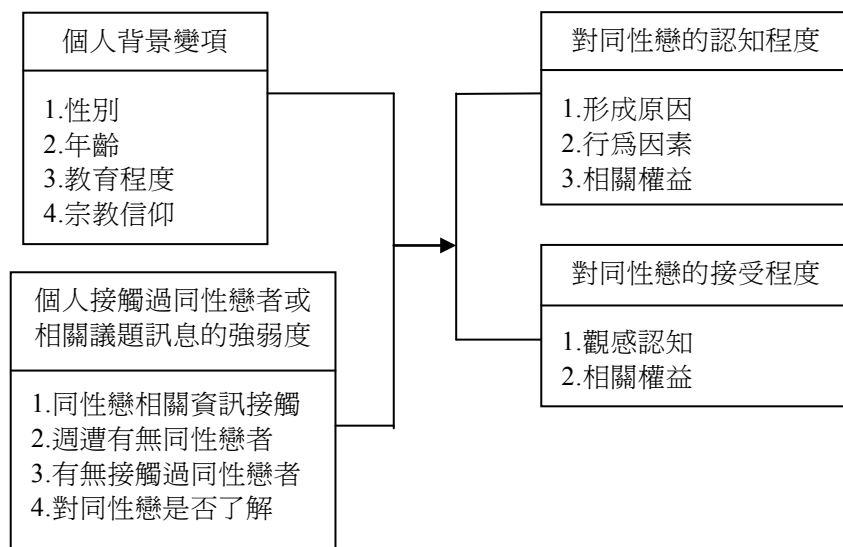 個人背景變項
1.性別
2.年齡
3.教育程度
4.宗教信仰
個人接觸過同性戀者或
相關議題訊息的強弱度
1.同性戀相關資訊接觸
2.週遭有無同性戀者
3.有無接觸過同性戀者
4.對同性戀是否了解
對同性戀的認知程度
1.形成原因
2.行為因素
3.相關權益
對同性戀的接受程度
1.觀感認知
2.相關權益